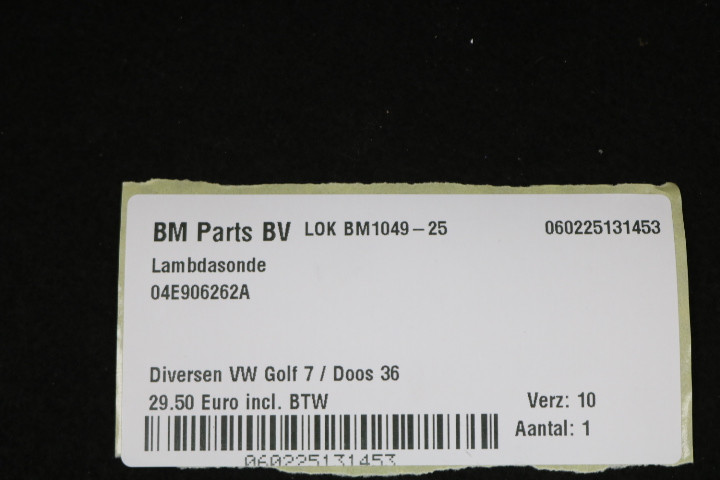 BM Parts BV LOK BM1049-25 060225131453
Lambdasonde
04E906262A
Diversen VW Golf 7 / Doos 36
29.50 Euro incl. BTW Verz: 10
Aantal: 1
060225131453